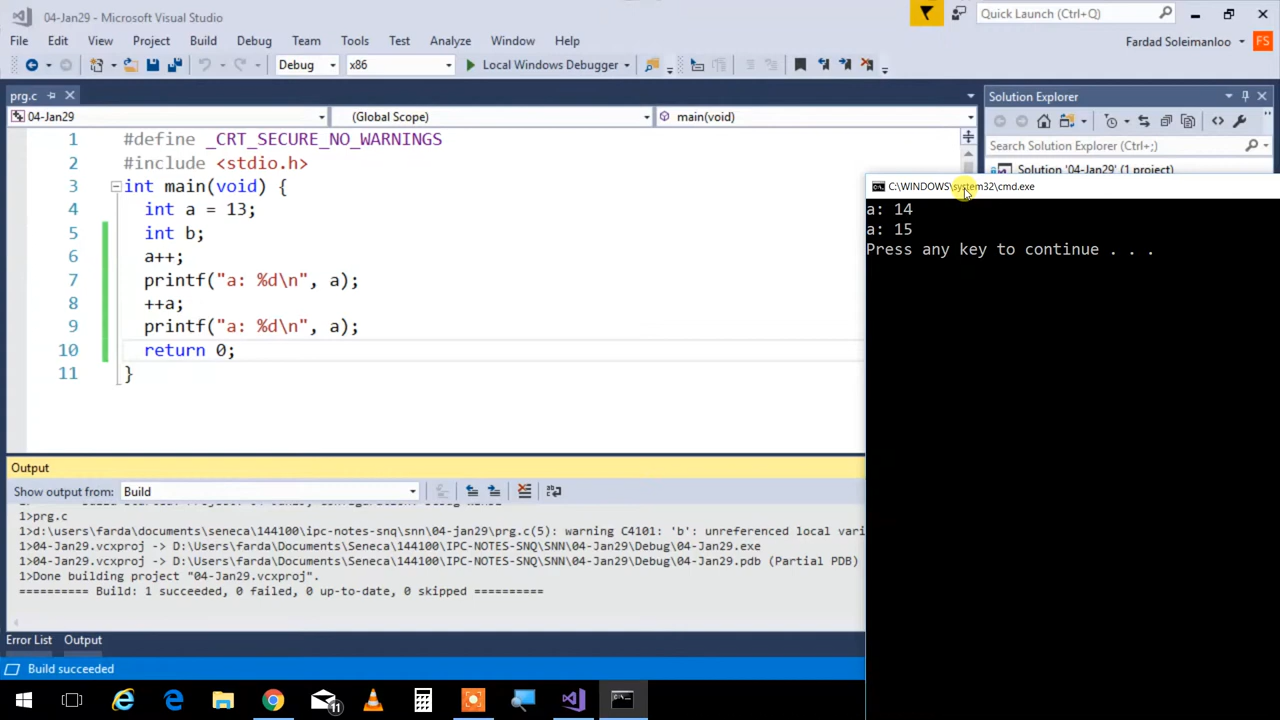 04-Jan29 - Microsoft Visual Studio
Quick Launch (Ctrl+Q)
File Edit View Project Build Debug Team Tools Test Analyze Window Help
Fardad Soleimanloo FS
Debug x86 Local Windows Debugger
prg.c
Solution Explorer
04-Jan29 (Global Scope) main(void)
Search Solution Explorer (Ctrl+;)
Solution '04-Jan29' (1 project)
1 #define _CRT_SECURE_NO_WARNINGS
2 #include <stdio.h>
3 int main(void) {
4 int a = 13;
5 int b;
6 a++;
7 printf("a: %d\n", a);
8 ++a;
9 printf("a: %d\n", a);
10 return 0;
11 }
C:\WINDOWS\system32\cmd.exe
a: 14
a: 15
Press any key to continue . . .
Output
Show output from: Build
1>prg.c
1>d:\users\farda\documents\seneca\144100\ipc-notes-snq\snn\04-jan29\prg.c(5): warning C4101: 'b': unreferenced local vari
1>04-Jan29.vcxproj -> D:\Users\farda\Documents\Seneca\144100\IPC-NOTES-SNQ\SNN\04-Jan29\Debug\04-Jan29.exe
1>04-Jan29.vcxproj -> D:\Users\farda\Documents\Seneca\144100\IPC-NOTES-SNQ\SNN\04-Jan29\Debug\04-Jan29.pdb (Partial PDB)
1>Done building project "04-Jan29.vcxproj".
========== Build: 1 succeeded, 0 failed, 0 up-to-date, 0 skipped ==========
4
Error List Output
Build succeeded
11